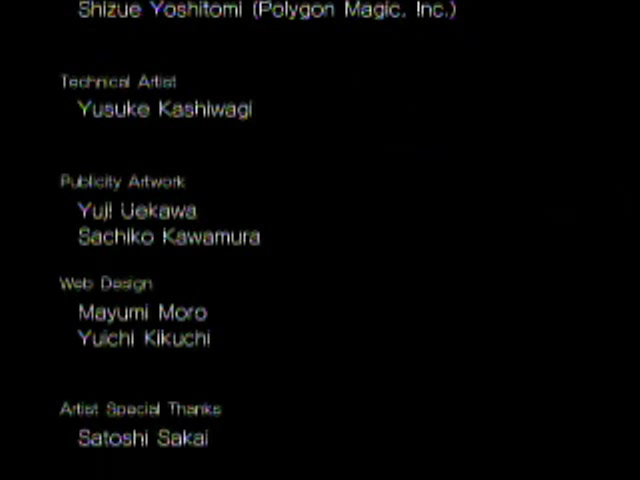 Shizue Yoshitomi (Polygon Magic, Inc.)
Technical Artist
Yusuke Kashiwagi
Publicity Artwork
Yuji Uekawa
Sachiko Kawamura
Web Design
Mayumi Moro
Yuichi Kikuchi
Artist Special Thanks
Satoshi Sakai